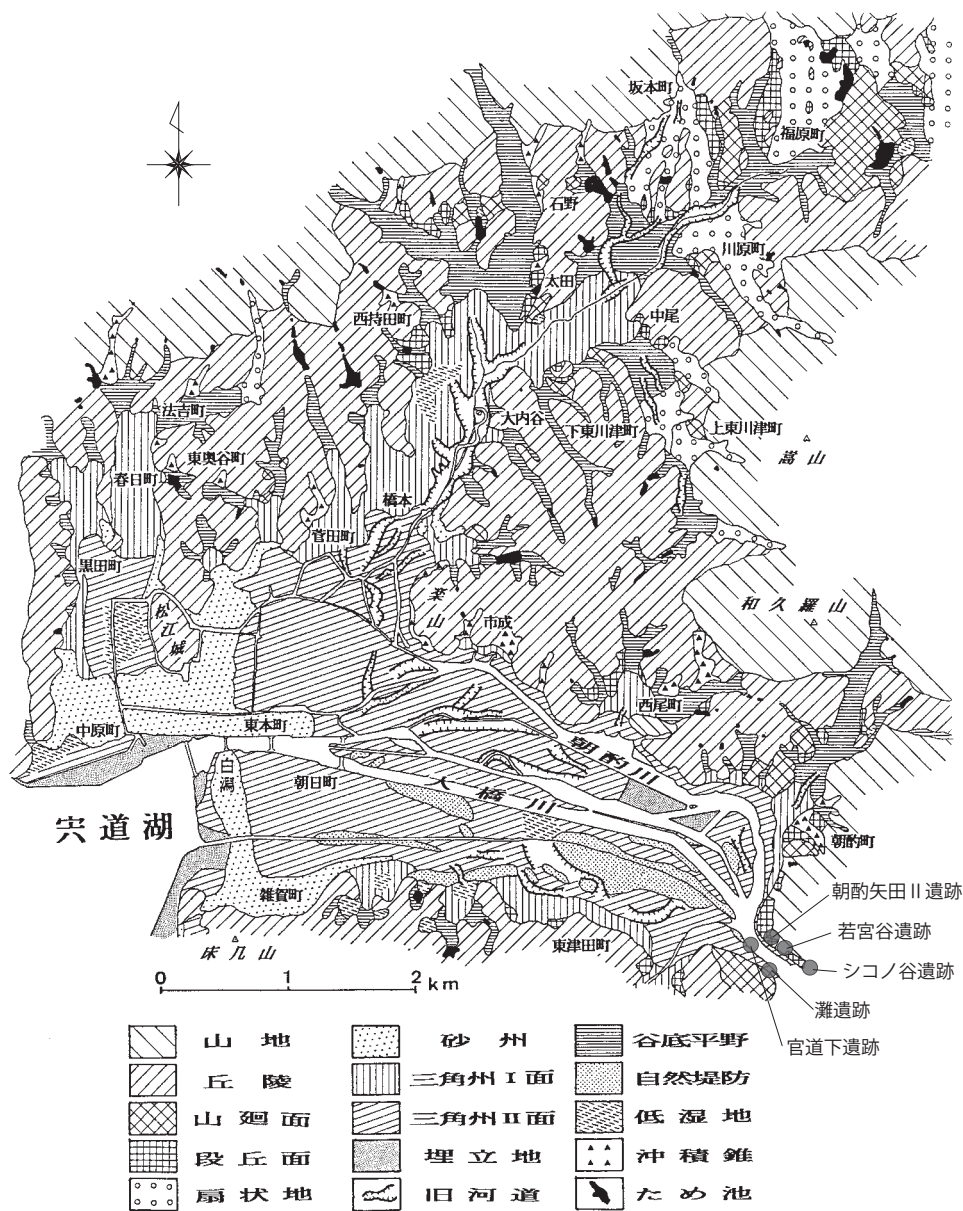 坂本町
福原町
石野
川原町
太田
西持田町
中尾
法吉町
大内谷
下東川津町
上東川津町
嵩山
東奥谷町
春日町
橋本
菅田町
黒田町
松江城
楽山
市成
和久羅山
西尾町
中原町
東本町
朝酌川
白潟
朝日町
大橋川
宍道湖
朝酌町
雑賀町
朝酌矢田Ⅱ遺跡
若宮谷遺跡
床几山
東津田町
シコノ谷遺跡
0 1 2 km
灘遺跡
官道下遺跡
山地 砂州 谷底平野
丘陵 三角州Ⅰ面 自然堤防
山廻面 三角州Ⅱ面 低湿地
段丘面 埋立地 沖積錐
扇状地 旧河道 ため池